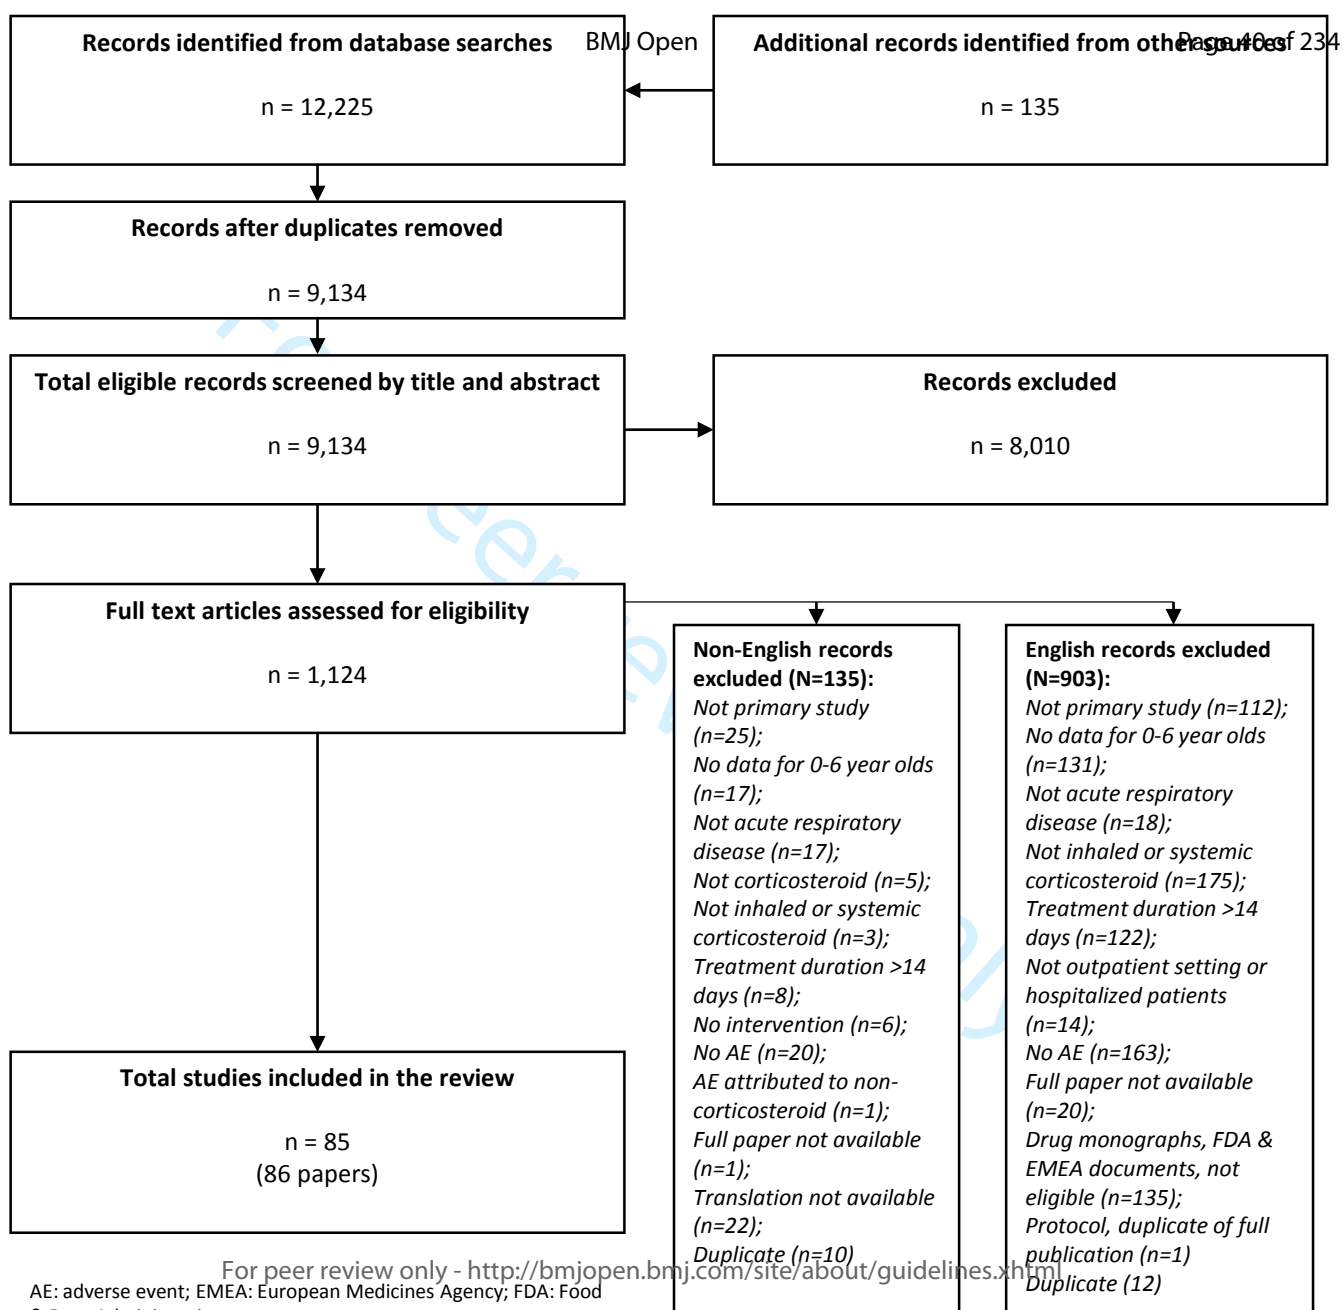 Records identified from database searches
n = 12,225
BMJ Open
Additional records identified from other sources
n = 135
Page 40 of 234
Records after duplicates removed
n = 9,134
Total eligible records screened by title and abstract
n = 9,134
Records excluded
n = 8,010
Full text articles assessed for eligibility
n = 1,124
Non-English records
excluded (N=135):
Not primary study
(n=25);
No data for 0-6 year olds
(n=17);
Not acute respiratory
disease (n=17);
Not corticosteroid (n=5);
Not inhaled or systemic
corticosteroid (n=3);
Treatment duration >14
days (n=8);
No intervention (n=6);
No AE (n=20);
AE attributed to non-
corticosteroid (n=1);
Full paper not available
(n=1);
Translation not available
(n=22);
Duplicate (n=10)
English records excluded
(N=903):
Not primary study (n=112);
No data for 0-6 year olds
(n=131);
Not acute respiratory
disease (n=18);
Not inhaled or systemic
corticosteroid (n=175);
Treatment duration >14
days (n=122);
Not outpatient setting or
hospitalized patients
(n=14);
No AE (n=163);
Full paper not available
(n=20);
Drug monographs, FDA &
EMEA documents, not
eligible (n=135);
Protocol, duplicate of full
publication (n=1)
Duplicate (12)
Total studies included in the review
n = 85
(86 papers)
For peer review only - http://bmjopen.bmj.com/site/about/guidelines.xhtml
AE: adverse event; EMEA: European Medicines Agency; FDA: Food